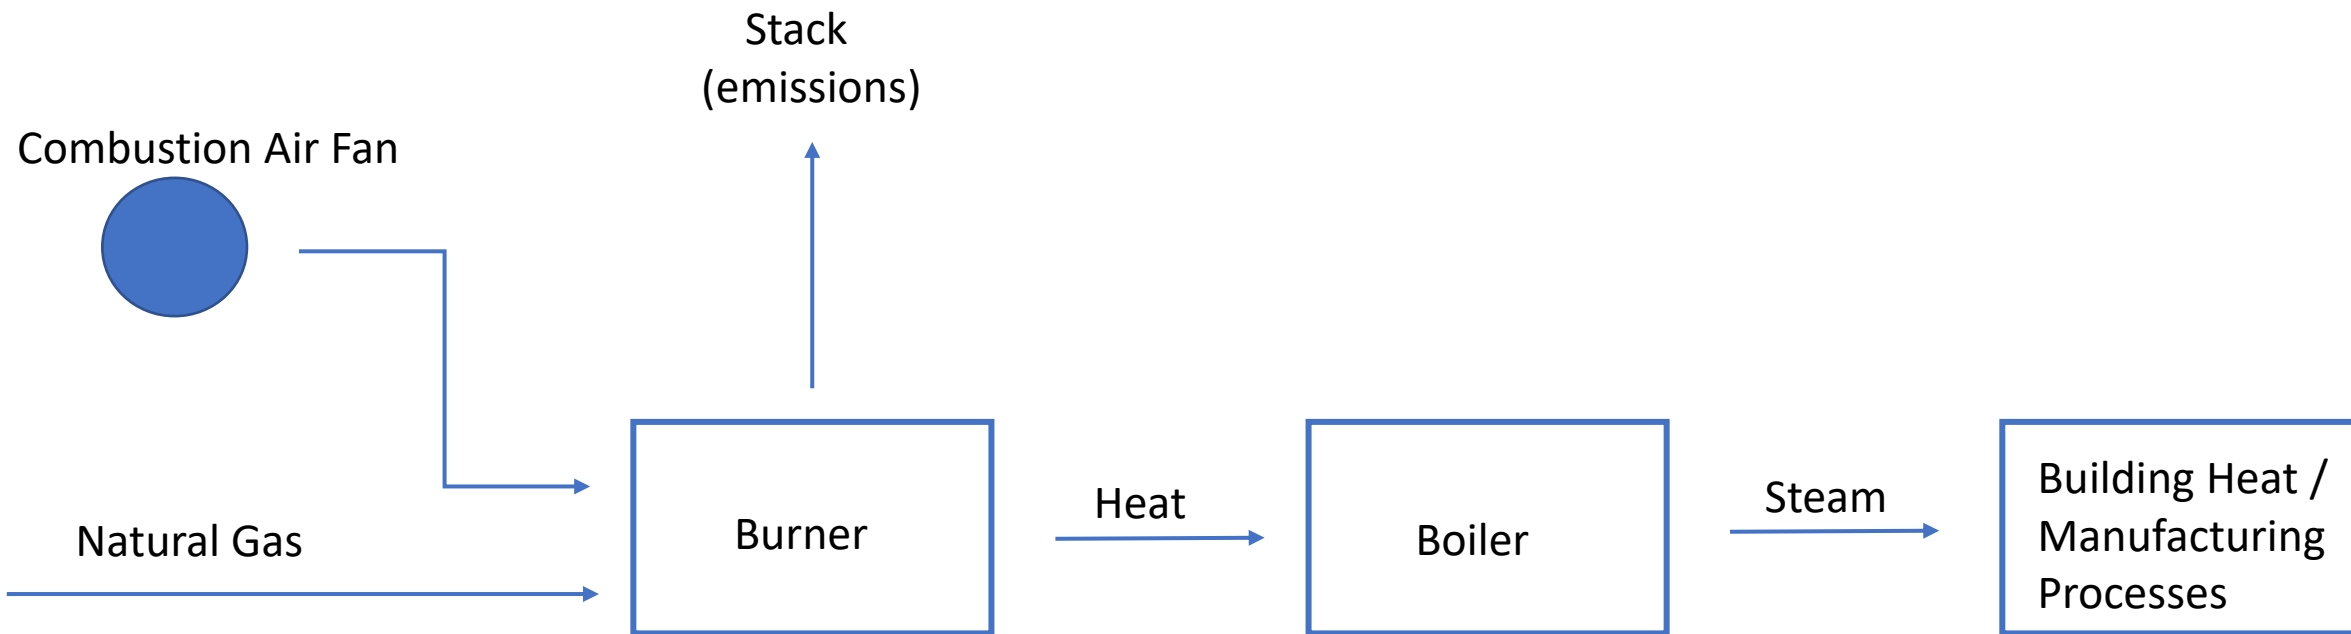 Stack
(emissions)
Combustion Air Fan
Natural Gas
Burner
Heat
Boiler
Steam
Building Heat /
Manufacturing
Processes